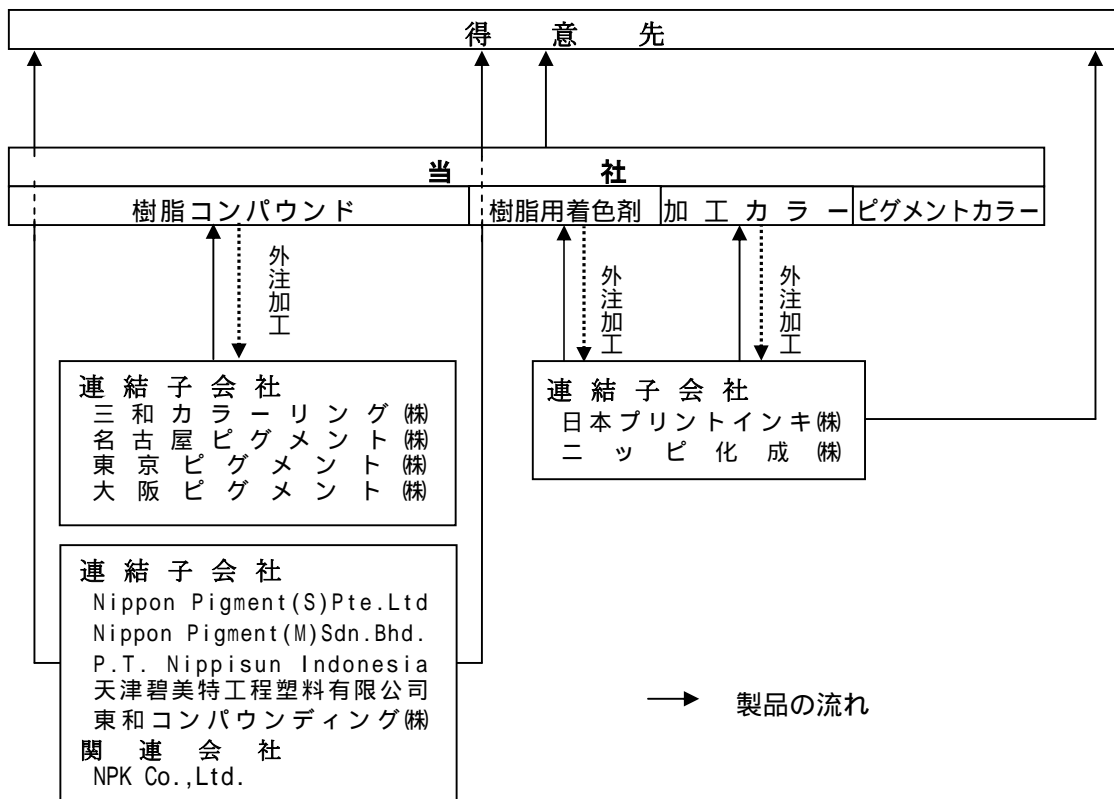 得意先
当社
樹脂コンパウンド
樹脂用着色剤
加工カラー
ピグメントカラー
外注加工
外注加工
外注加工
連結子会社
三和カラーリング㈱
名古屋ピグメント㈱
東京ピグメント㈱
大阪ピグメント㈱
連結子会社
日本プリントインキ㈱
ニッピ化成㈱
連結子会社
Nippon Pigment(S)Pte.Ltd
Nippon Pigment(M)Sdn.Bhd.
P.T. Nippisun Indonesia
天津碧美特工程塑料有限公司
東和コンパウンディング㈱
関連会社
NPK Co.,Ltd.
製品の流れ